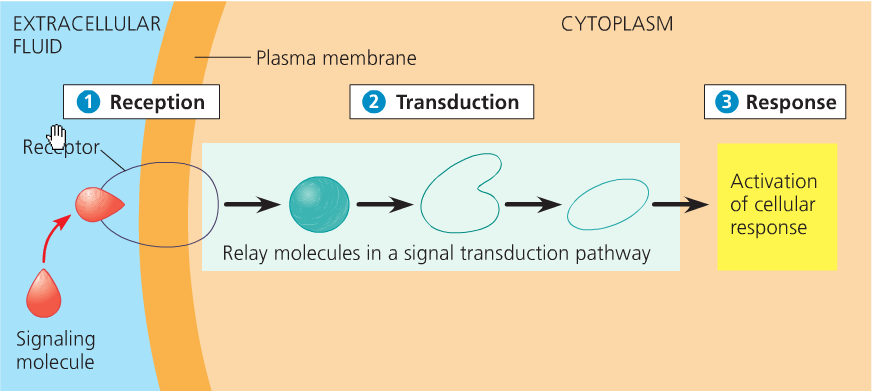 EXTRACELLULAR
FLUID
CYTOPLASM
Plasma membrane
1 Reception
2 Transduction
3 Response
Receptor
Activation
of cellular
response
Relay molecules in a signal transduction pathway
Signaling
molecule